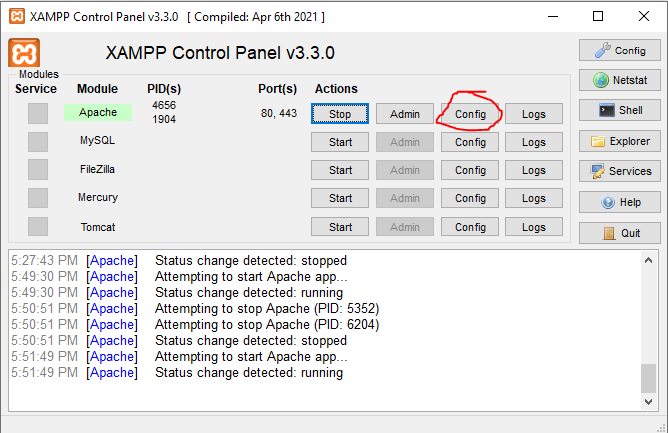 XAMPP Control Panel v3.3.0 [ Compiled: Apr 6th 2021 ]
XAMPP Control Panel v3.3.0
Config
Modules
Service Module PID(s) Port(s) Actions
Netstat
Apache 4656 1904 80, 443 Stop Admin Config Logs
Shell
MySQL Start Admin Config Logs
Explorer
FileZilla Start Admin Config Logs
Services
Mercury Start Admin Config Logs
Help
Tomcat Start Admin Config Logs
Quit
5:27:43 PM [Apache] Status change detected: stopped
5:49:30 PM [Apache] Attempting to start Apache app...
5:49:30 PM [Apache] Status change detected: running
5:50:51 PM [Apache] Attempting to stop Apache (PID: 5352)
5:50:51 PM [Apache] Attempting to stop Apache (PID: 6204)
5:50:51 PM [Apache] Status change detected: stopped
5:51:49 PM [Apache] Attempting to start Apache app...
5:51:49 PM [Apache] Status change detected: running